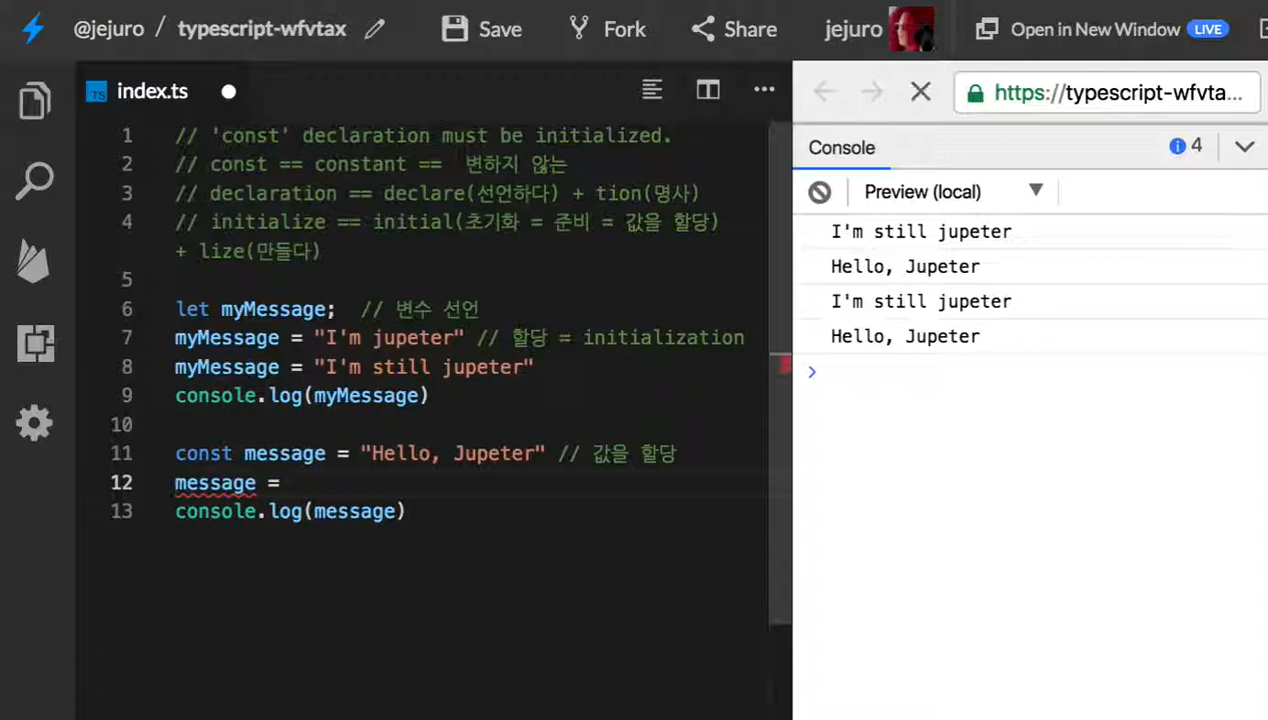 @jejuro / typescript-wfvtax Save Fork Share jejuro Open in New Window LIVE
TS index.ts
https://typescript-wfvta...
Console 4
Preview (local)
1 // 'const' declaration must be initialized.
2 // const == constant == 변하지 않는
3 // declaration == declare(선언하다) + tion(명사)
4 // initialize == initial(초기화 = 준비 = 값을 할당)
+ lize(만들다)
5
6 let myMessage; // 변수 선언
7 myMessage = "I'm jupeter" // 할당 = initialization
8 myMessage = "I'm still jupeter"
9 console.log(myMessage)
10
11 const message = "Hello, Jupeter" // 값을 할당
12 message =
13 console.log(message)
I'm still jupeter
Hello, Jupeter
I'm still jupeter
Hello, Jupeter
>